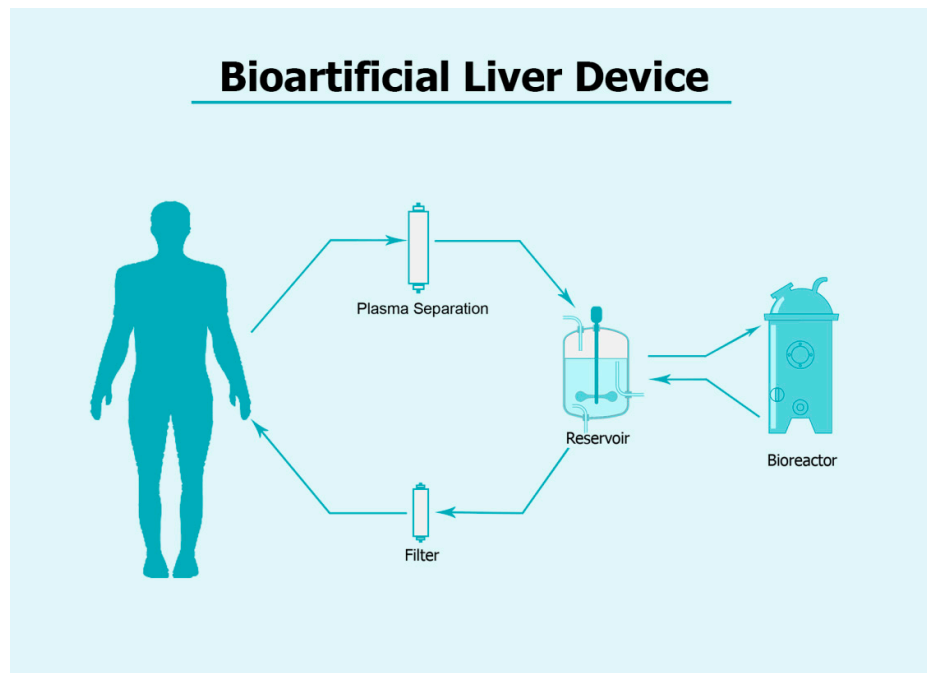 Bioartificial Liver Device
Plasma Separation
Reservoir
Bioreactor
Filter